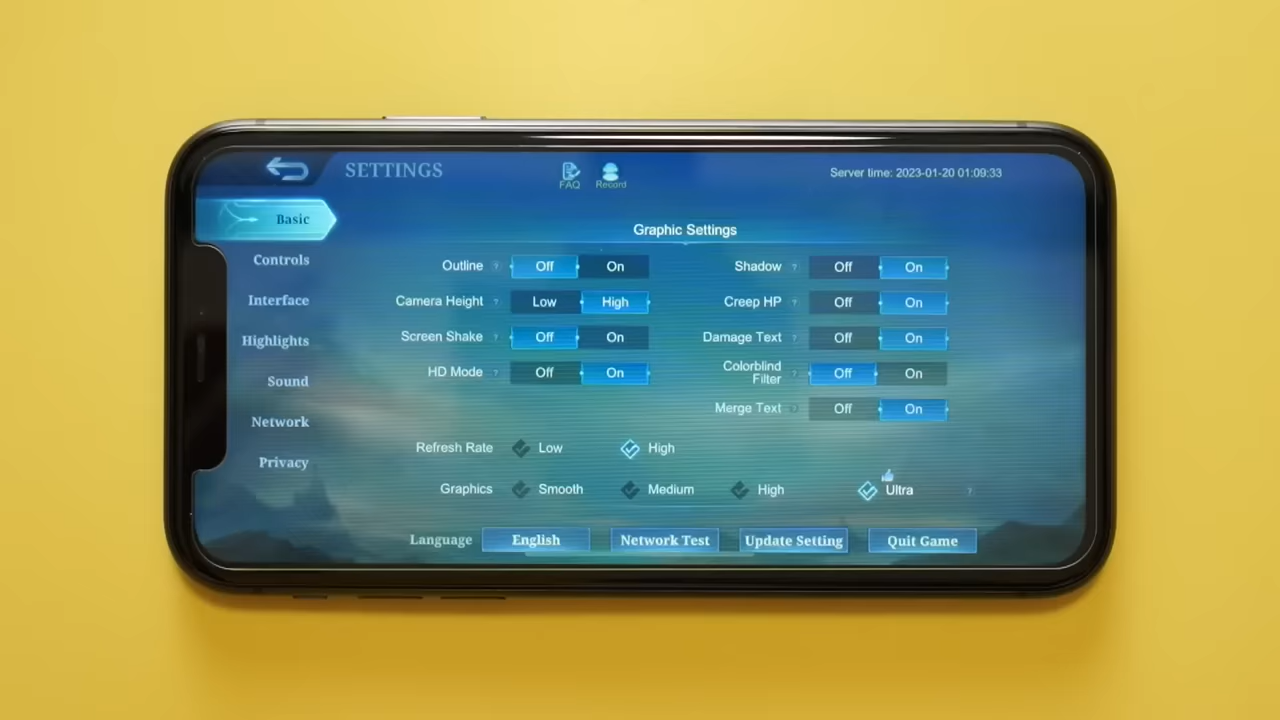 SETTINGS
FAQ
Record
Server time: 2023-01-20 01:09:33
Basic
Controls
Interface
Highlights
Sound
Network
Privacy
Graphic Settings
Outline ? Off On
Shadow ? Off On
Camera Height ? Low High
Creep HP ? Off On
Screen Shake ? Off On
Damage Text ? Off On
HD Mode ? Off On
Colorblind
Filter ? Off On
Merge Text ? Off On
Refresh Rate Low High
Graphics Smooth Medium High Ultra ?
Language English Network Test Update Setting Quit Game